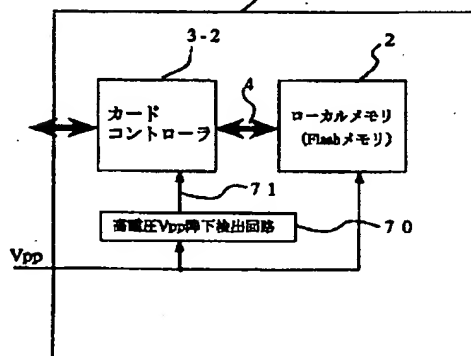 3-2
2
カード
コントローラ
4
ローカルメモリ
(Flashメモリ)
71
高電圧Vpp降下検出回路
70
Vpp